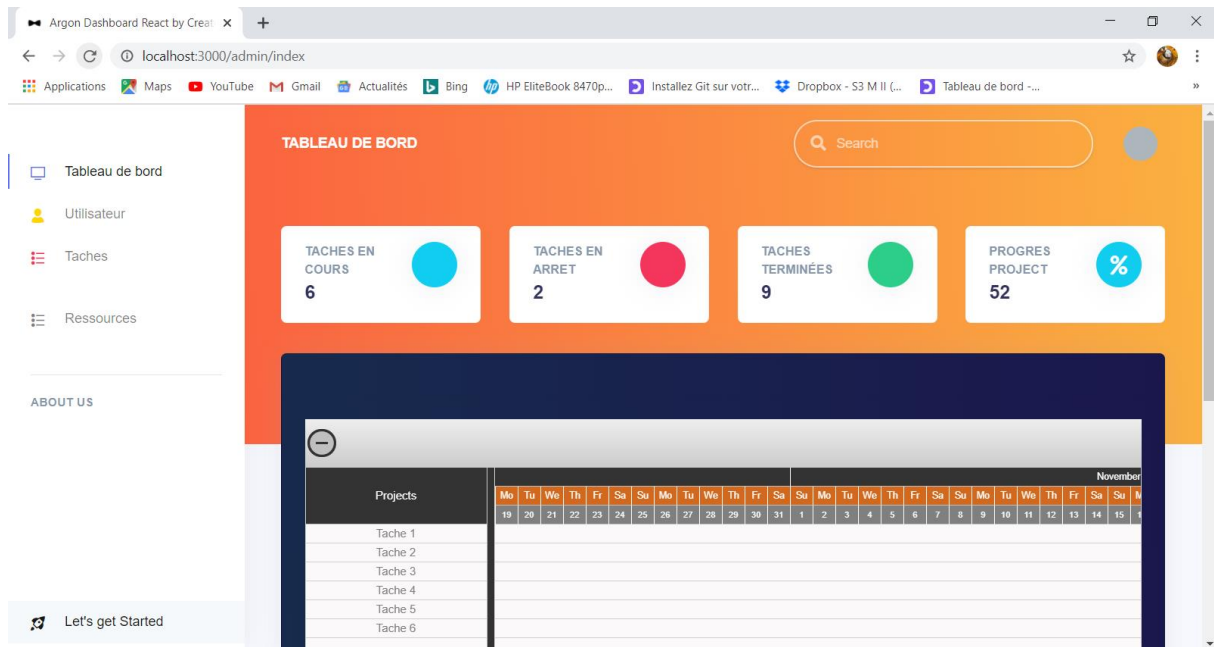 Argon Dashboard React by Creat
localhost:3000/admin/index
Applications Maps YouTube Gmail Actualités Bing HP EliteBook 8470p... Installez Git sur votr... Dropbox - S3 M II (... Tableau de bord -... »
TABLEAU DE BORD
Search
Tableau de bord
Utilisateur
Taches
Ressources
ABOUT US
Let's get Started
TACHES EN
COURS
6
TACHES EN
ARRET
2
TACHES
TERMINÉES
9
PROGRES
PROJECT
52
%
November
Projects
Mo Tu We Th Fr Sa Su Mo Tu We Th Fr Sa Su Mo Tu We Th Fr Sa Su Mo Tu We Th Fr Sa Su
19 20 21 22 23 24 25 26 27 28 29 30 31 1 2 3 4 5 6 7 8 9 10 11 12 13 14 15
Tache 1
Tache 2
Tache 3
Tache 4
Tache 5
Tache 6